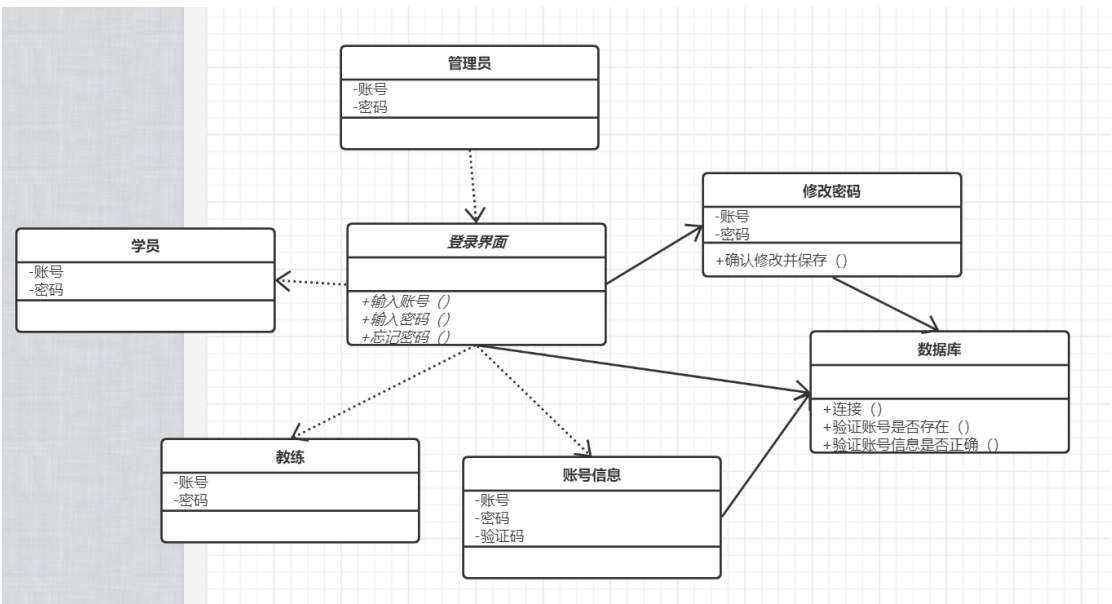 管理员
-账号
-密码
修改密码
-账号
-密码
+确认修改并保存（）
学员
-账号
-密码
登录界面
+输入账号（）
+输入密码（）
+忘记密码（）
数据库
+连接（）
+验证账号是否存在（）
+验证账号信息是否正确（）
教练
-账号
-密码
账号信息
-账号
-密码
-验证码